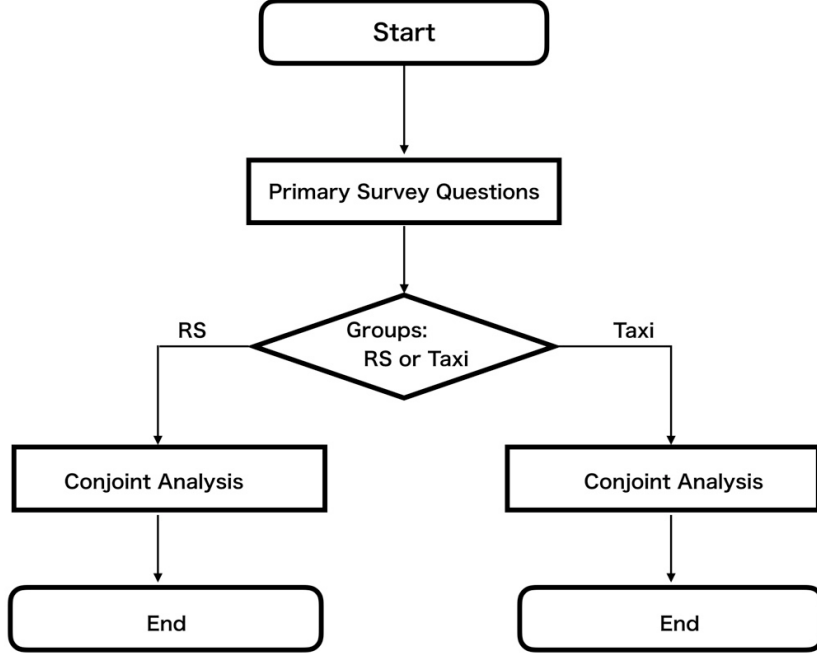 Start
Primary Survey Questions
RS
Groups:
RS or Taxi
Taxi
Conjoint Analysis
Conjoint Analysis
End
End